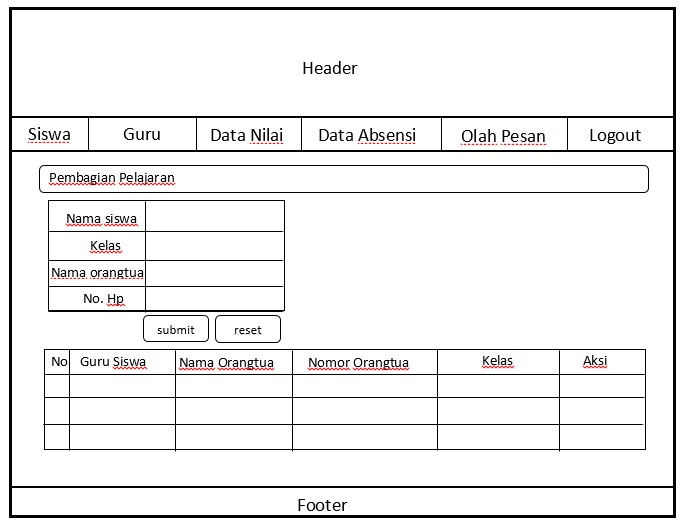 Header
Siswa Guru Data Nilai Data Absensi Olah Pesan Logout
Pembagian Pelajaran
Nama siswa
Kelas
Nama orangtua
No. Hp
submit reset
No Guru Siswa Nama Orangtua Nomor Orangtua Kelas Aksi
Footer